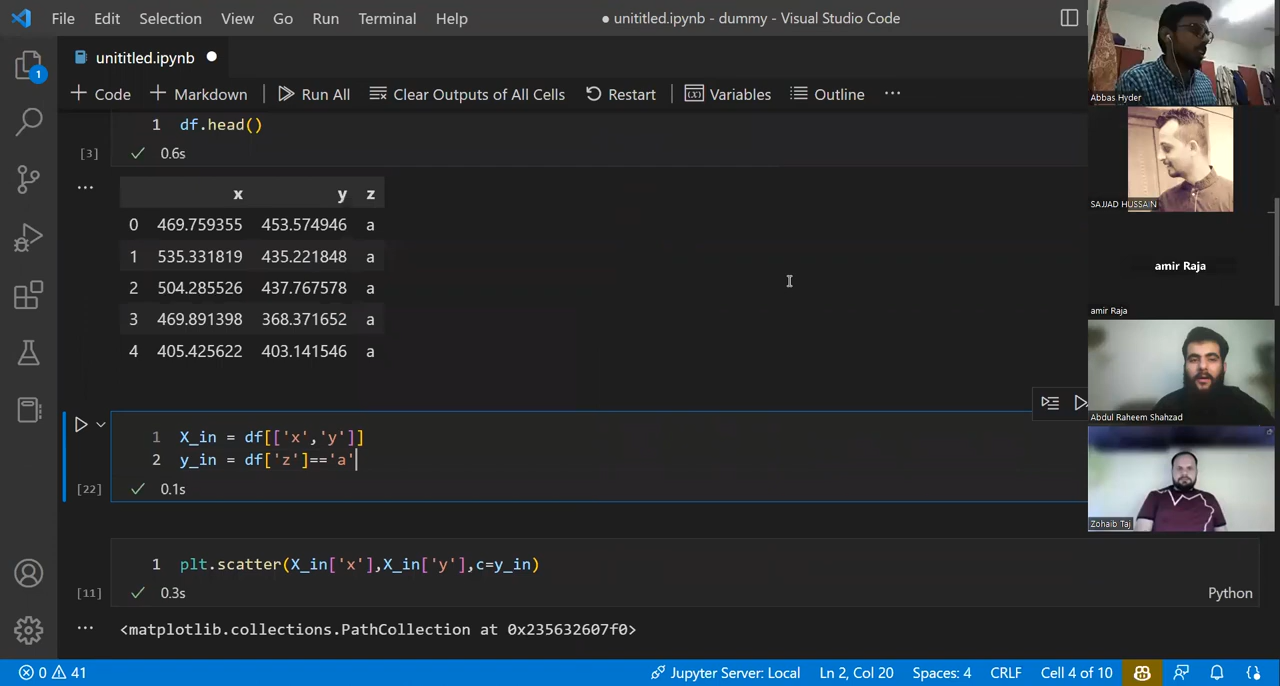 File Edit Selection View Go Run Terminal Help ● unititled.ipynb - dummy - Visual Studio Code
unititled.ipynb ●
+ Code + Markdown Run All Clear Outputs of All Cells Restart Variables Outline ...
1 df.head()
[3] ✓ 0.6s
x y z
0 469.759355 453.574946 a
1 535.331819 435.221848 a
2 504.285526 437.767578 a
3 469.891398 368.371652 a
4 405.425622 403.141546 a
1 X_in = df[['x','y']]
2 y_in = df['z']=='a'
[22] ✓ 0.1s
1 plt.scatter(X_in['x'],X_in['y'],c=y_in)
[11] ✓ 0.3s Python
<matplotlib.collections.PathCollection at 0x235632607f0>
0 41 Jupyter Server: Local Ln 2, Col 20 Spaces: 4 CRLF Cell 4 of 10
1
Abbas Hyder
SAJJAD HUSSAIN
amir Raja
amir Raja
Abdul Raheem Shahzad
Zohaib Taj